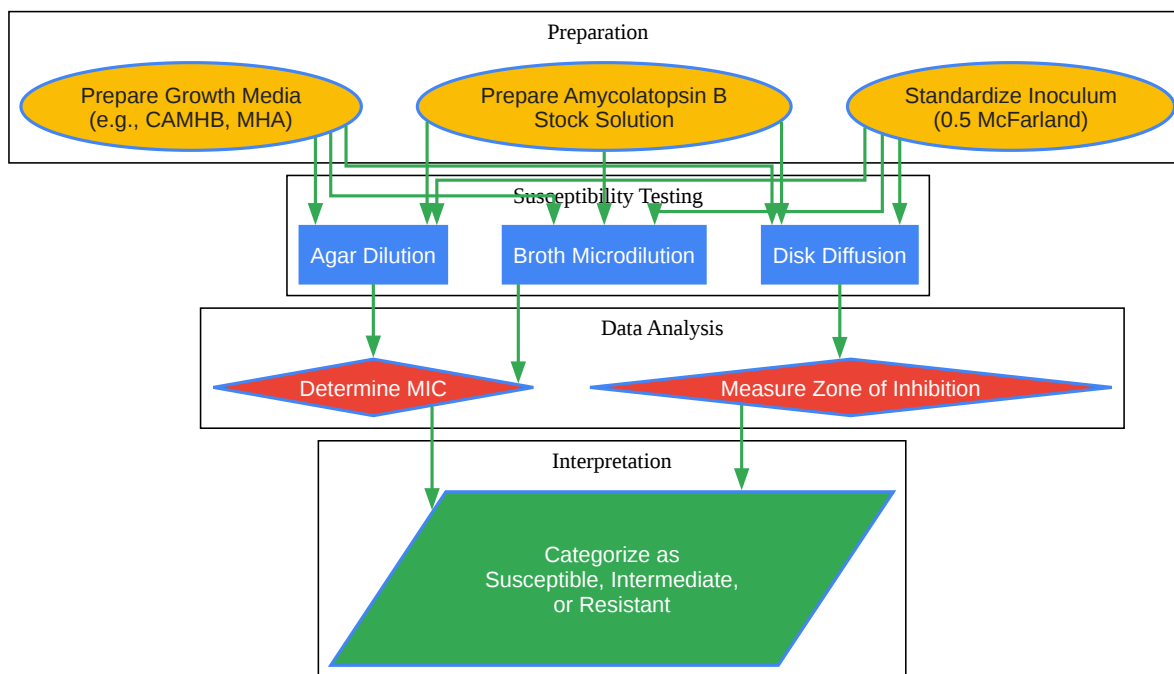 Preparation
Prepare Growth Media
(e.g., CAMHB, MHA)
Prepare Amycolatopsin B
Stock Solution
Standardize Inoculum
(0.5 McFarland)
Susceptibility Testing
Agar Dilution
Broth Microdilution
Disk Diffusion
Data Analysis
Determine MIC
Measure Zone of Inhibition
Interpretation
Categorize as
Susceptible, Intermediate,
or Resistant